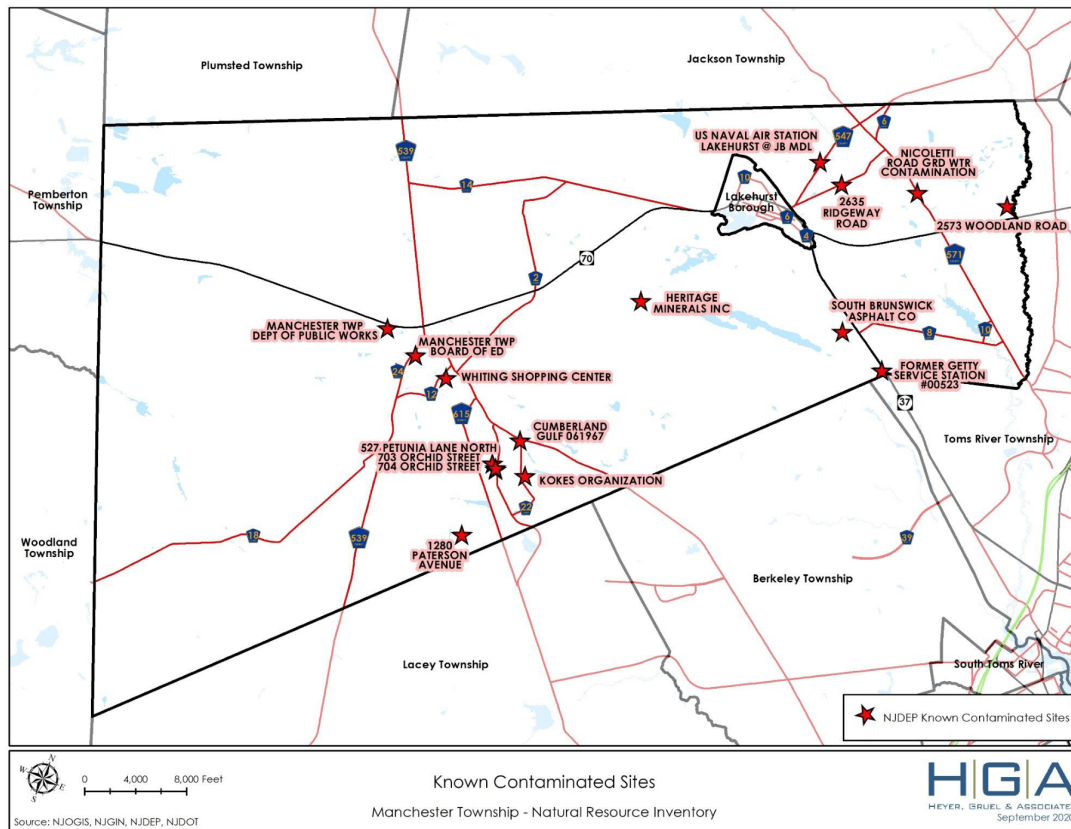 Plumsted Township
Jackson Township
539
547
6
US NAVAL AIR STATION
LAKEHURST @ JB MDL
NICOLETTI
ROAD GRD WTR
CONTAMINATION
Pemberton
Township
14
10
Lakehurst
Borough
6
4
2635
RIDGEWAY
ROAD
2573 WOODLAND ROAD
70
2
571
HERITAGE
MINERALS INC
SOUTH BRUNSWICK
ASPHALT CO
8
10
MANCHESTER TWP
DEPT OF PUBLIC WORKS
MANCHESTER TWP
BOARD OF ED
24
WHITING SHOPPING CENTER
12
FORMER GETTY
SERVICE STATION
#00523
37
615
CUMBERLAND
GULF 061967
Toms River Township
527 PETUNIA LANE NORTH
703 ORCHID STREET
704 ORCHID STREET
KOKES ORGANIZATION
22
18
539
39
Woodland
Township
1280
PATERSON
AVENUE
Berkeley Township
Lacey Township
South Toms River
NJDEP Known Contaminated Sites
N
W
E
S
0 4,000 8,000 Feet
Source: NJOGIS, NJGIN, NJDEP, NJDOT
Known Contaminated Sites
Manchester Township - Natural Resource Inventory
H|G|A
HEYER, GRUEL & ASSOCIATES
September 2020